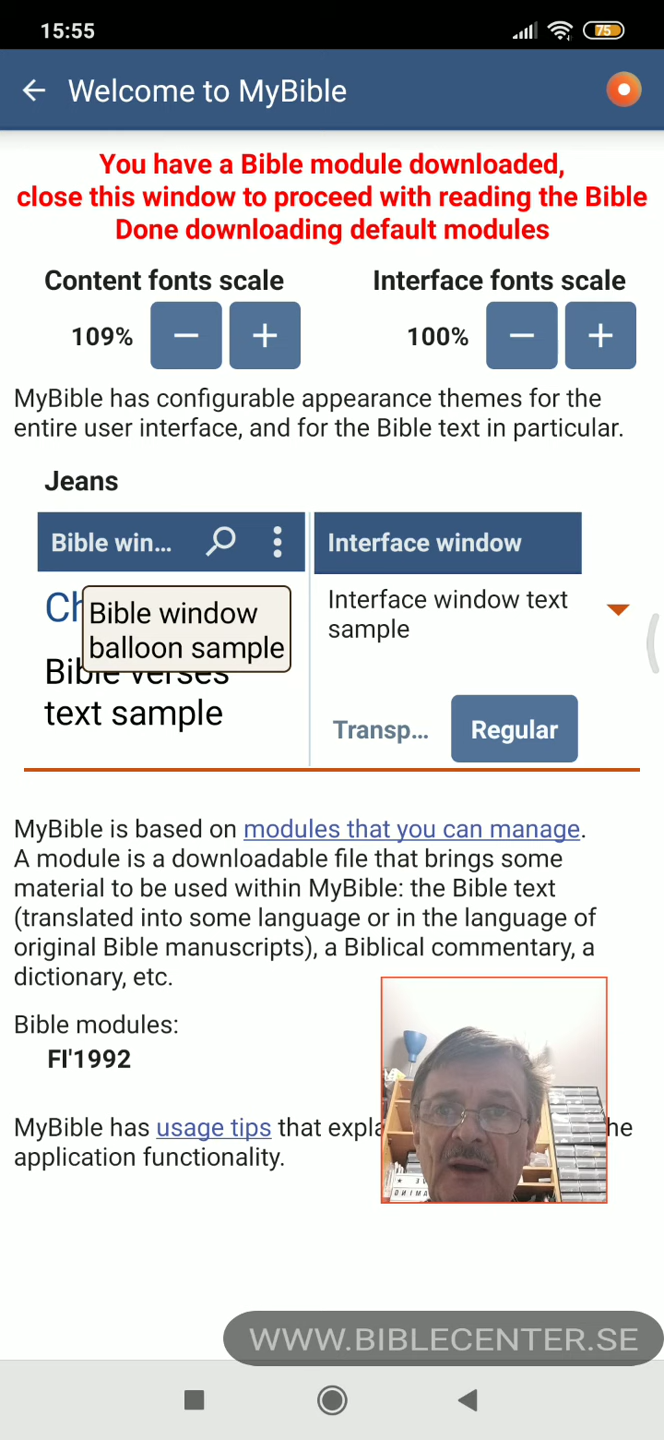 15:55
75
Welcome to MyBible
You have a Bible module downloaded,
close this window to proceed with reading the Bible
Done downloading default modules
Content fonts scale
Interface fonts scale
109% − +
100% − +
MyBible has configurable appearance themes for the
entire user interface, and for the Bible text in particular.
Jeans
Bible win...
Interface window
Ch
Bible window
balloon sample
Bible verses
text sample
Interface window text
sample
Transp...
Regular
MyBible is based on modules that you can manage.
A module is a downloadable file that brings some
material to be used within MyBible: the Bible text
(translated into some language or in the language of
original Bible manuscripts), a Biblical commentary, a
dictionary, etc.
Bible modules:
FI'1992
MyBible has usage tips that expla he
application functionality.
WWW.BIBLECENTER.SE